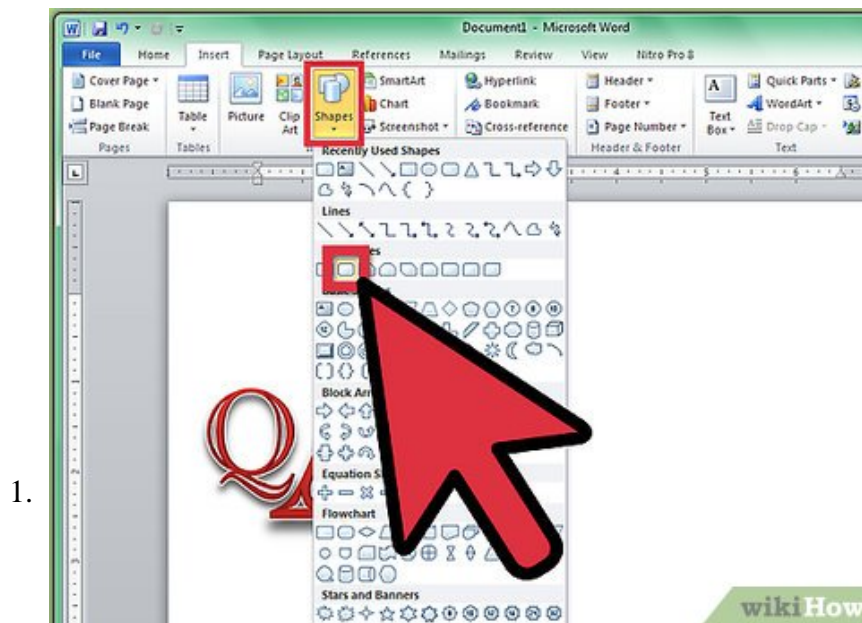 Document1 - Microsoft Word
File Home Insert Page Layout References Mailings Review View Nitro Pro 8
Cover Page
Blank Page
Page Break
Pages
Table
Tables
Picture
Clip
Art
Shapes
SmartArt
Chart
Screenshot
Hyperlink
Bookmark
Cross-reference
Header
Footer
Page Number
Header & Footer
Text
Box
Quick Parts
WordArt
Drop Cap
Text
Recently Used Shapes
Lines
Block
Equation
Flowchart
Stars and Banners
Q
1.
wikiHow